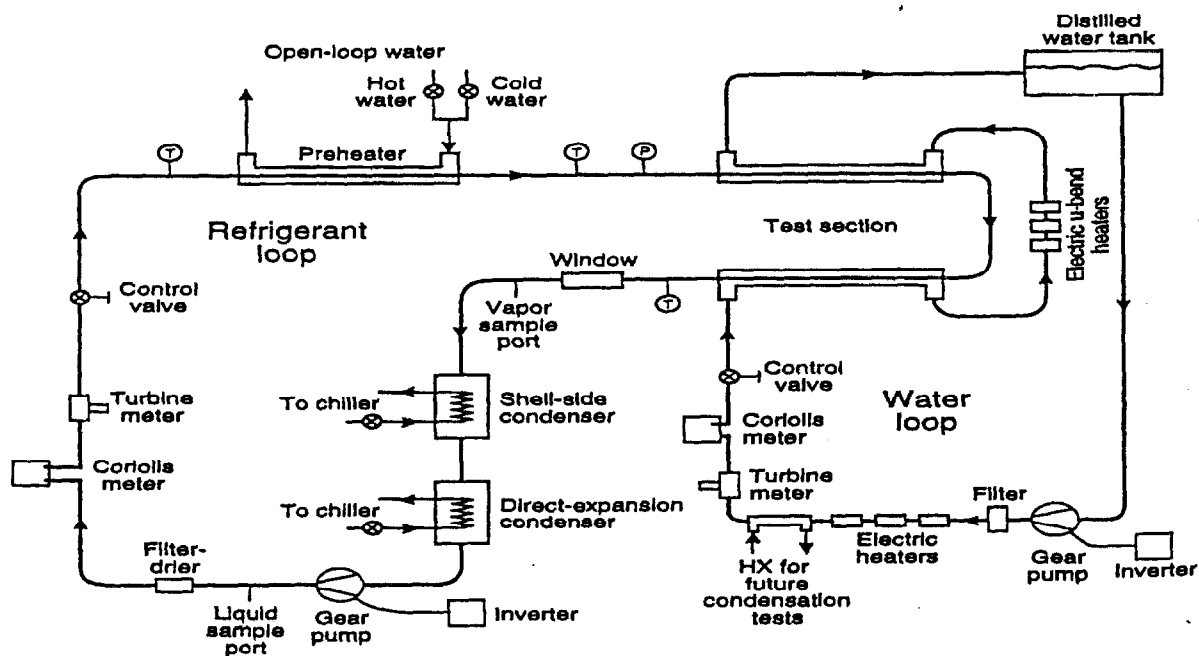 Distilled
water tank
Open-loop water
Hot
water
Cold
water
T
Preheater
T
P
Electric u-bend
heaters
Refrigerant
loop
Test section
Window
T
Control
valve
Vapor
sample
port
Control
valve
Turbine
meter
To chiller
Shell-side
condenser
Coriolis
meter
Water
loop
Coriolis
meter
Turbine
meter
Filter
To chiller
Direct-expansion
condenser
Filter-
drier
Electric
heaters
Gear
pump
Inverter
HX for
future
condensation
tests
Liquid
sample
port
Gear
pump
Inverter